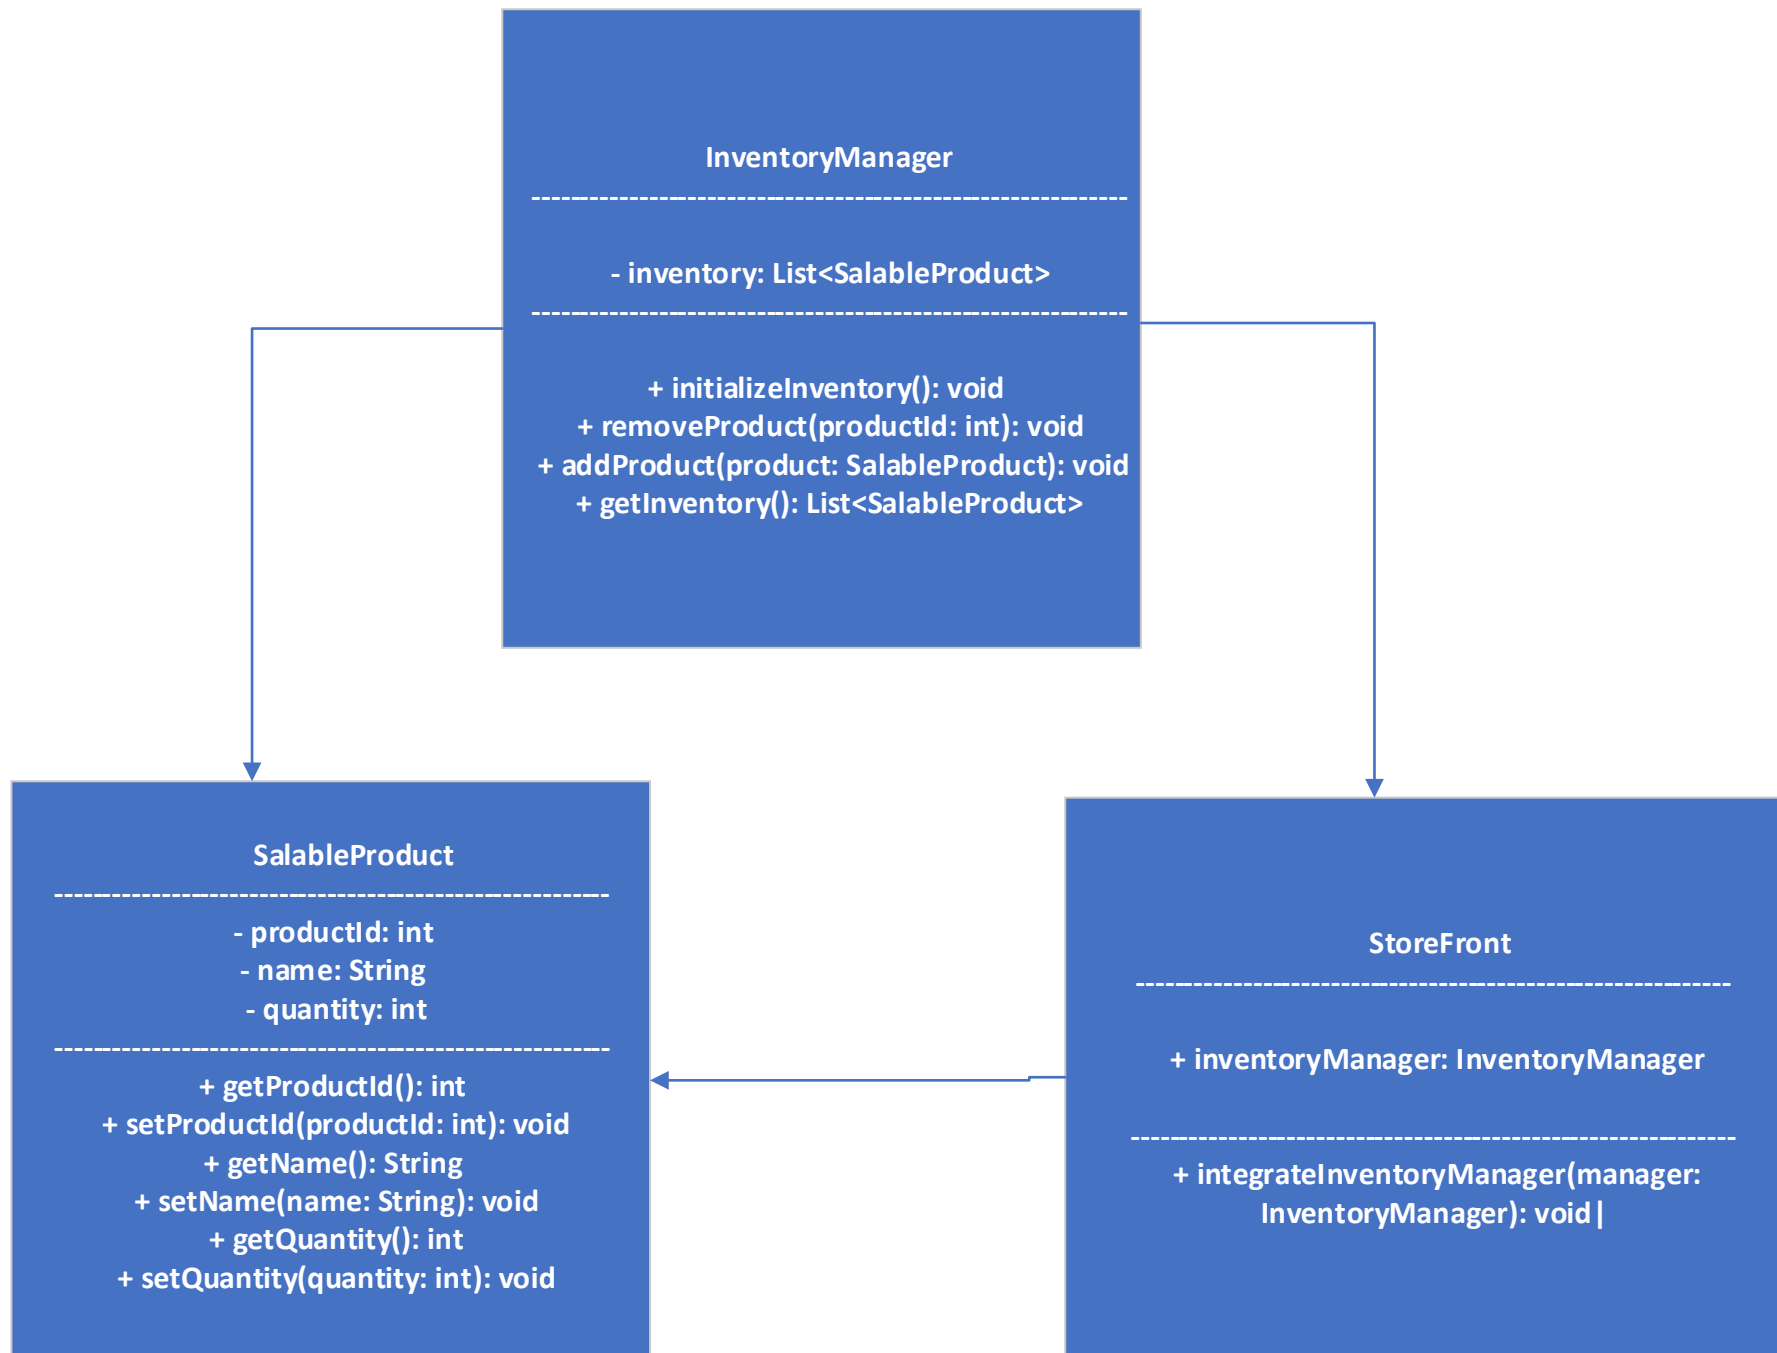 InventoryManager
------------------------------------------------------------
- inventory: List<SalableProduct>
------------------------------------------------------------
+ initializeInventory(): void
+ removeProduct(productId: int): void
+ addProduct(product: SalableProduct): void
+ getInventory(): List<SalableProduct>
SalableProduct
--------------------------------------------------------
- productId: int
- name: String
- quantity: int
--------------------------------------------------------
+ getProductId(): int
+ setProductId(productId: int): void
+ getName(): String
+ setName(name: String): void
+ getQuantity(): int
+ setQuantity(quantity: int): void
StoreFront
------------------------------------------------------------
+ inventoryManager: InventoryManager
-------------------------------------------------------------
+ integrateInventoryManager(manager:
InventoryManager): void|